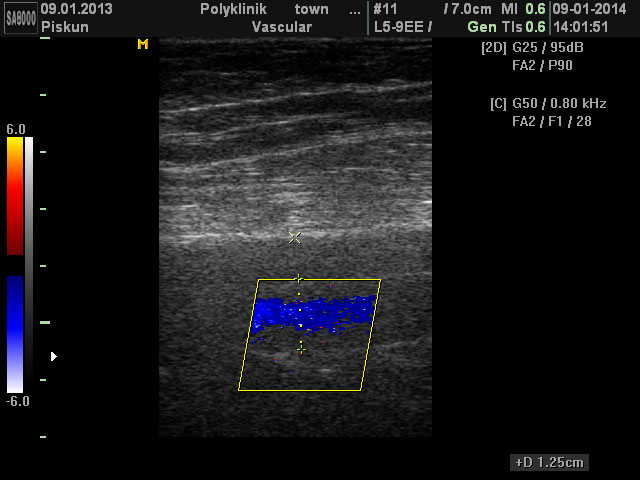 SA8000
09.01.2013 Polyklinik town ... #11 / 7.0cm MI 0.6 09-01-2014
Piskun Vascular L5-9EE / Gen TIs 0.6 14:01:51
M
[2D] G25 / 95dB
FA2 / P90
[C] G50 / 0.80 kHz
FA2 / F1 / 28
6.0
-6.0
+D 1.25cm